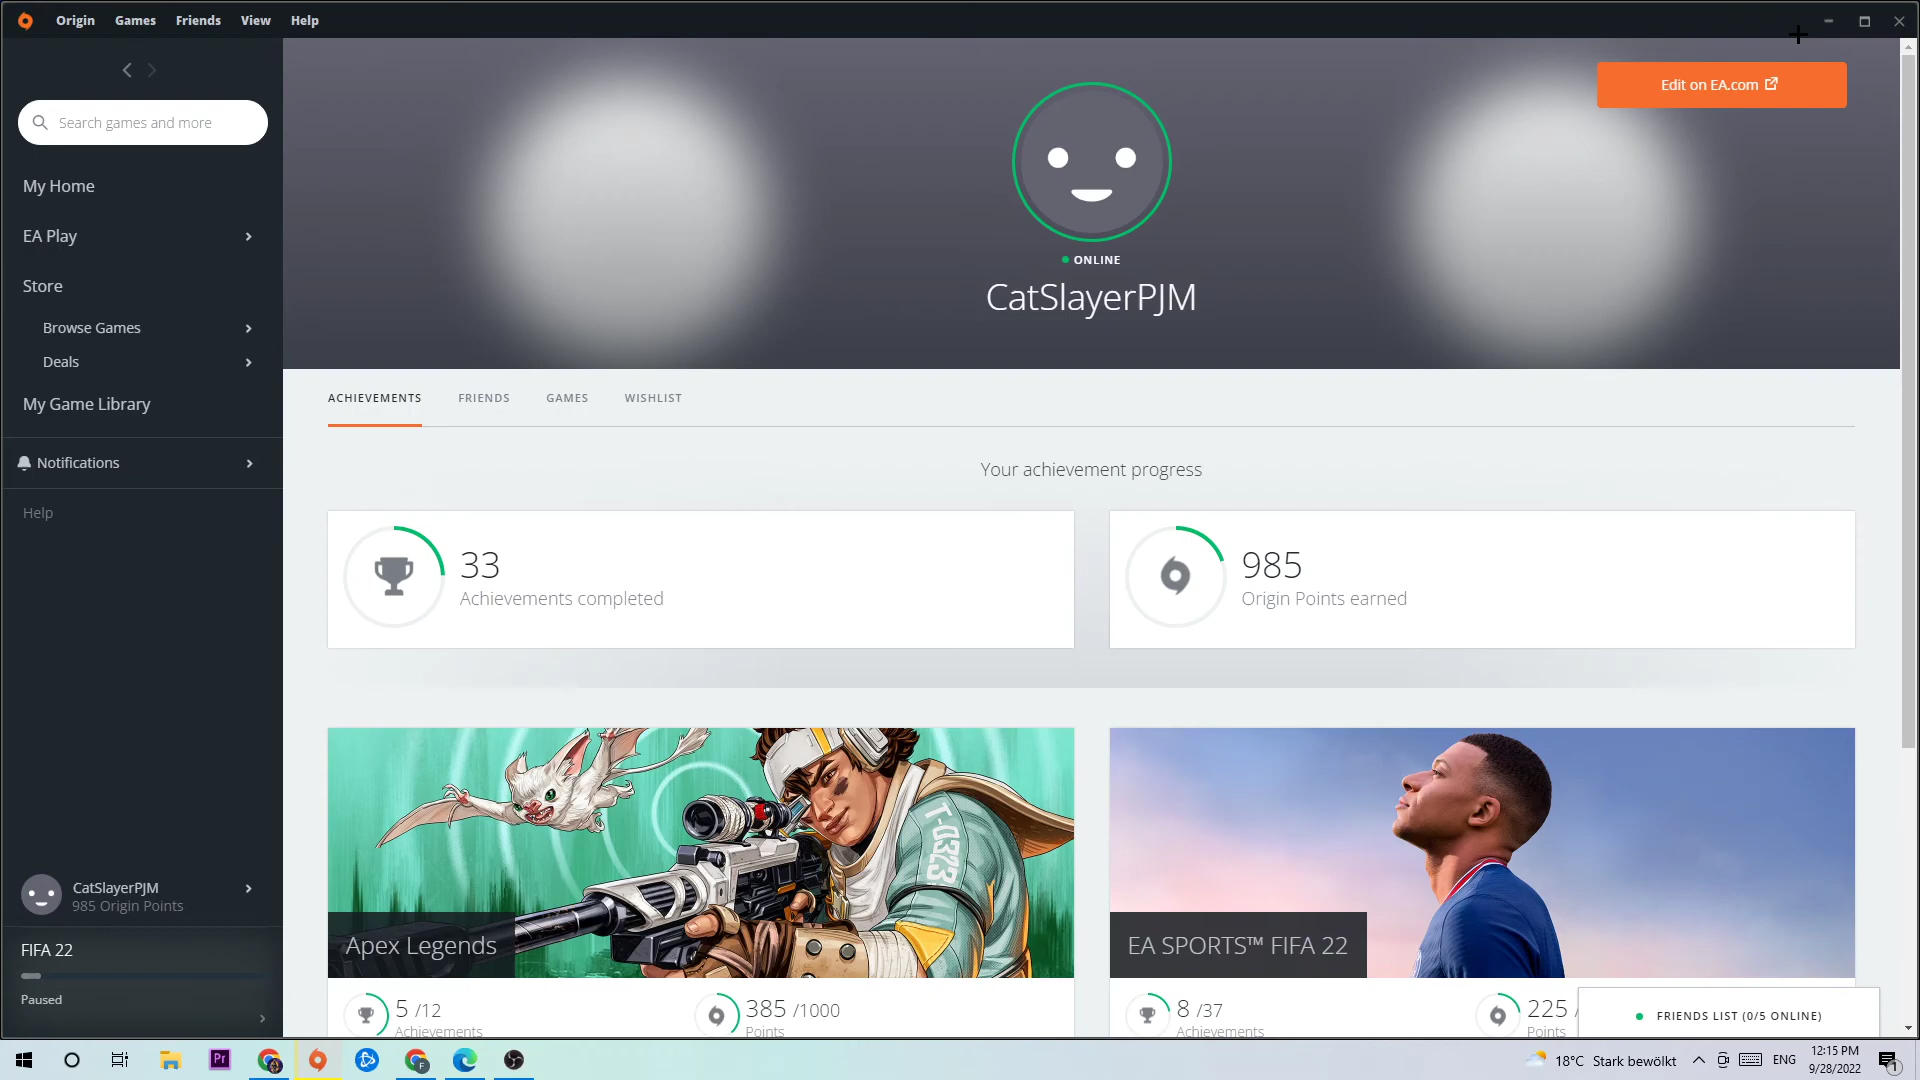 Origin Games Friends View Help
Search games and more
My Home
EA Play
Store
Browse Games
Deals
My Game Library
Notifications
Help
CatSlayerPJM
985 Origin Points
FIFA 22
Paused
Edit on EA.com
ONLINE
CatSlayerPJM
ACHIEVEMENTS FRIENDS GAMES WISHLIST
Your achievement progress
33
Achievements completed
985
Origin Points earned
T-0323
Apex Legends
EA SPORTS™ FIFA 22
5 /12
Achievements
385 /1000
Points
8 /37
Achievements
225 /
Points
FRIENDS LIST (0/5 ONLINE)
Pr
F
18°C Stark bewölkt
ENG
12:15 PM
9/28/2022
1